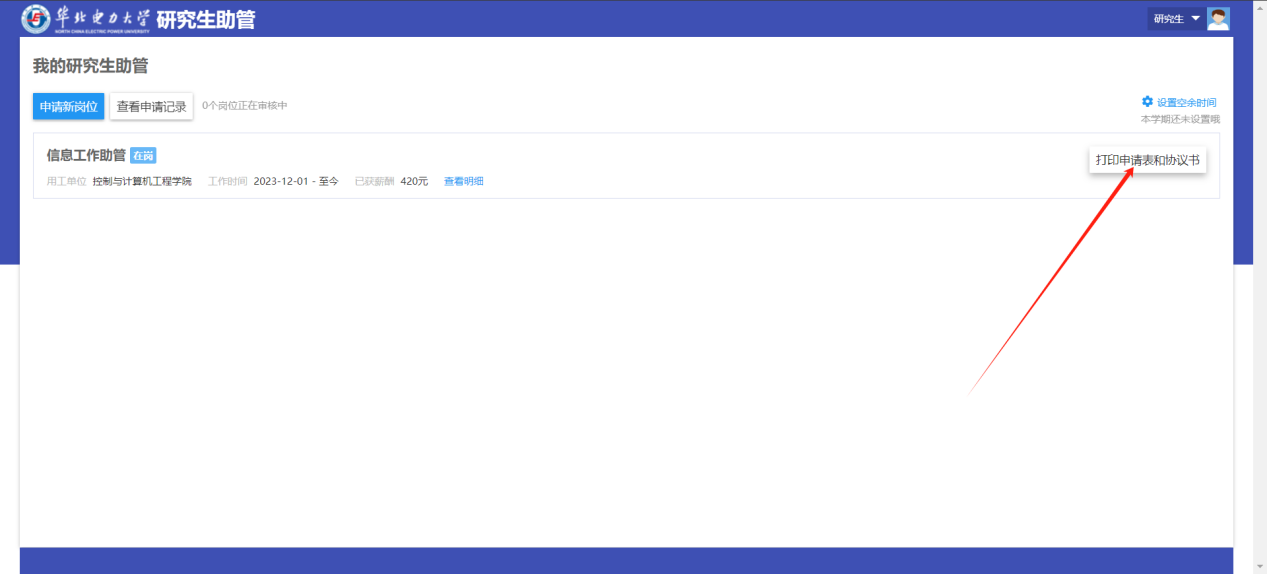 华北电力大学 研究生助管
NORTH CHINA ELECTRIC POWER UNIVERSITY
研究生
我的研究生助管
申请新岗位 查看申请记录 0个岗位正在审核中
设置空余时间
本学期还未设置哦
信息工作助管 在岗
打印申请表和协议书
用工单位 控制与计算机工程学院 工作时间 2023-12-01 - 至今 已获薪酬 420元 查看明细